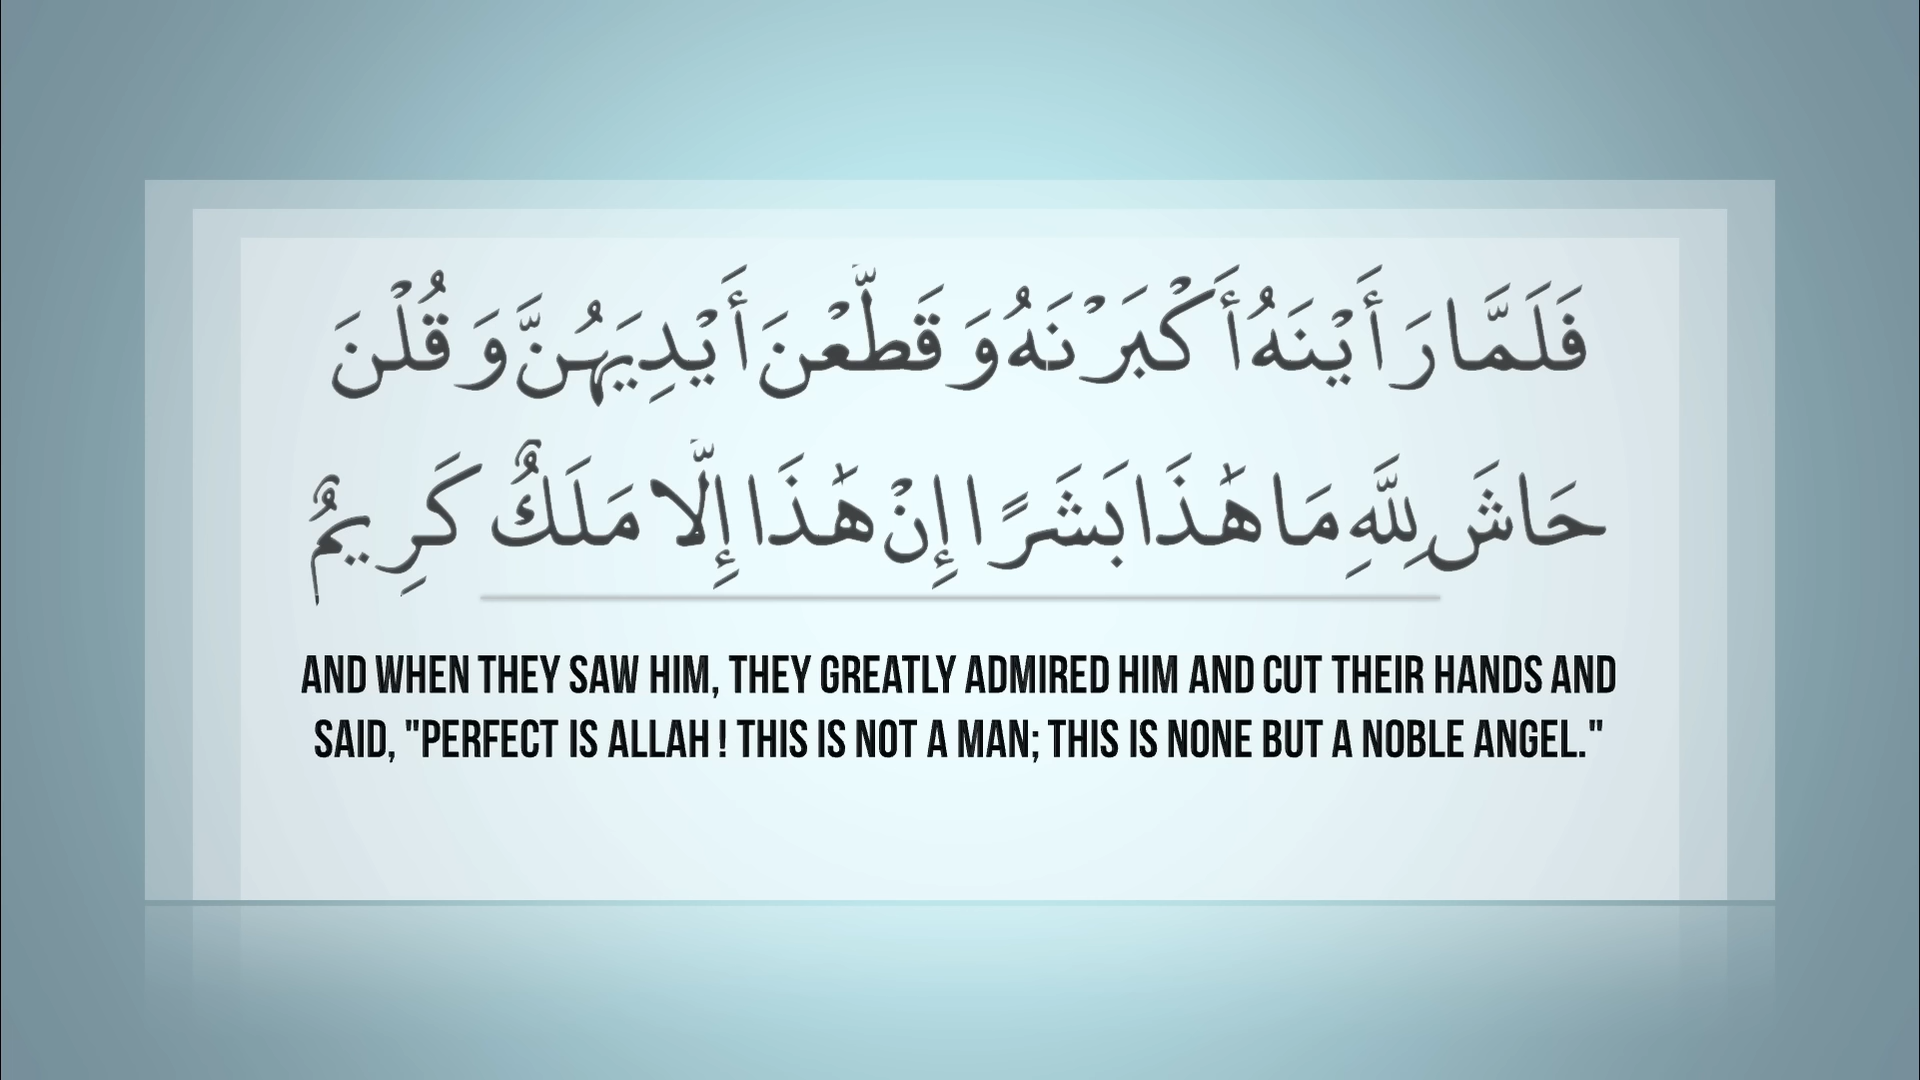 فَلَمَّا رَأَيْنَهُ أَكْبَرْنَهُ وَ قَطَّعْنَ أَيْدِيَهُنَّ وَ قُلْنَ
حَاشَ لِلَّهِ مَا هَٰذَا بَشَرًا إِنْ هَٰذَا إِلَّا مَلَكٌ كَرِيمٌ
AND WHEN THEY SAW HIM, THEY GREATLY ADMIRED HIM AND CUT THEIR HANDS AND
SAID, "PERFECT IS ALLAH ! THIS IS NOT A MAN; THIS IS NONE BUT A NOBLE ANGEL."